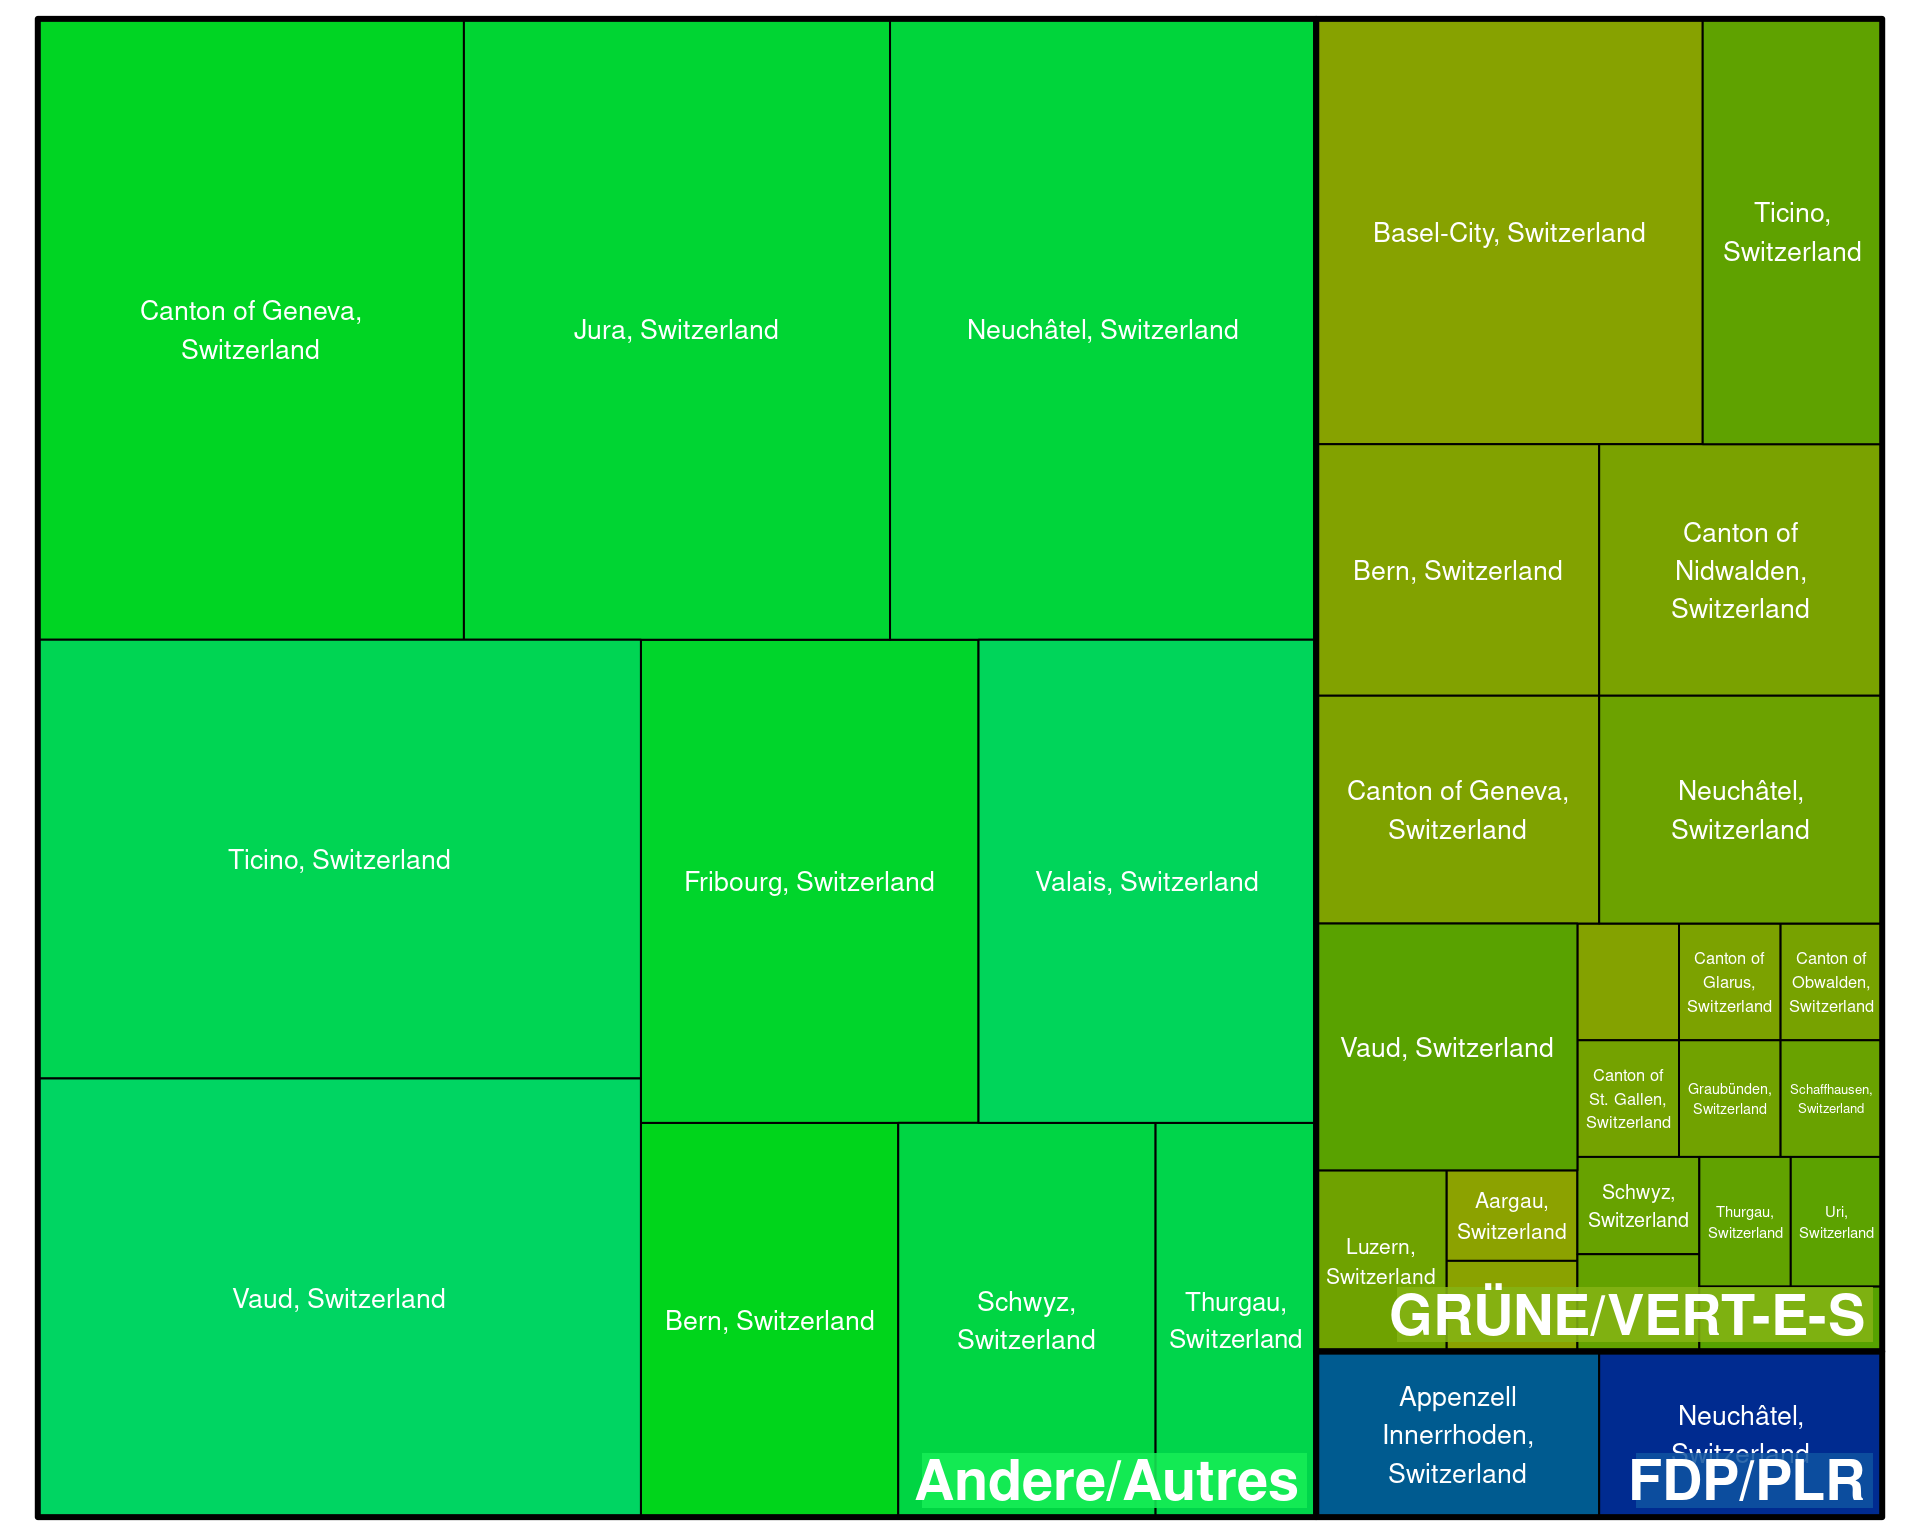 Canton of Geneva,
Switzerland
Jura, Switzerland
Neuchâtel, Switzerland
Ticino, Switzerland
Fribourg, Switzerland
Valais, Switzerland
Vaud, Switzerland
Bern, Switzerland
Schwyz,
Switzerland
Thurgau,
Switzerland
Andere/Autres
Basel-City, Switzerland
Ticino,
Switzerland
Bern, Switzerland
Canton of
Nidwalden,
Switzerland
Canton of Geneva,
Switzerland
Neuchâtel,
Switzerland
Vaud, Switzerland
Canton of
Glarus,
Switzerland
Canton of
Obwalden,
Switzerland
Canton of
St. Gallen,
Switzerland
Graubünden,
Switzerland
Schaffhausen,
Switzerland
Luzern,
Switzerland
Aargau,
Switzerland
Schwyz,
Switzerland
Thurgau,
Switzerland
Uri,
Switzerland
GRÜNE/VERT-E-S
Appenzell
Innerrhoden,
Switzerland
Neuchâtel,
Switzerland
FDP/PLR